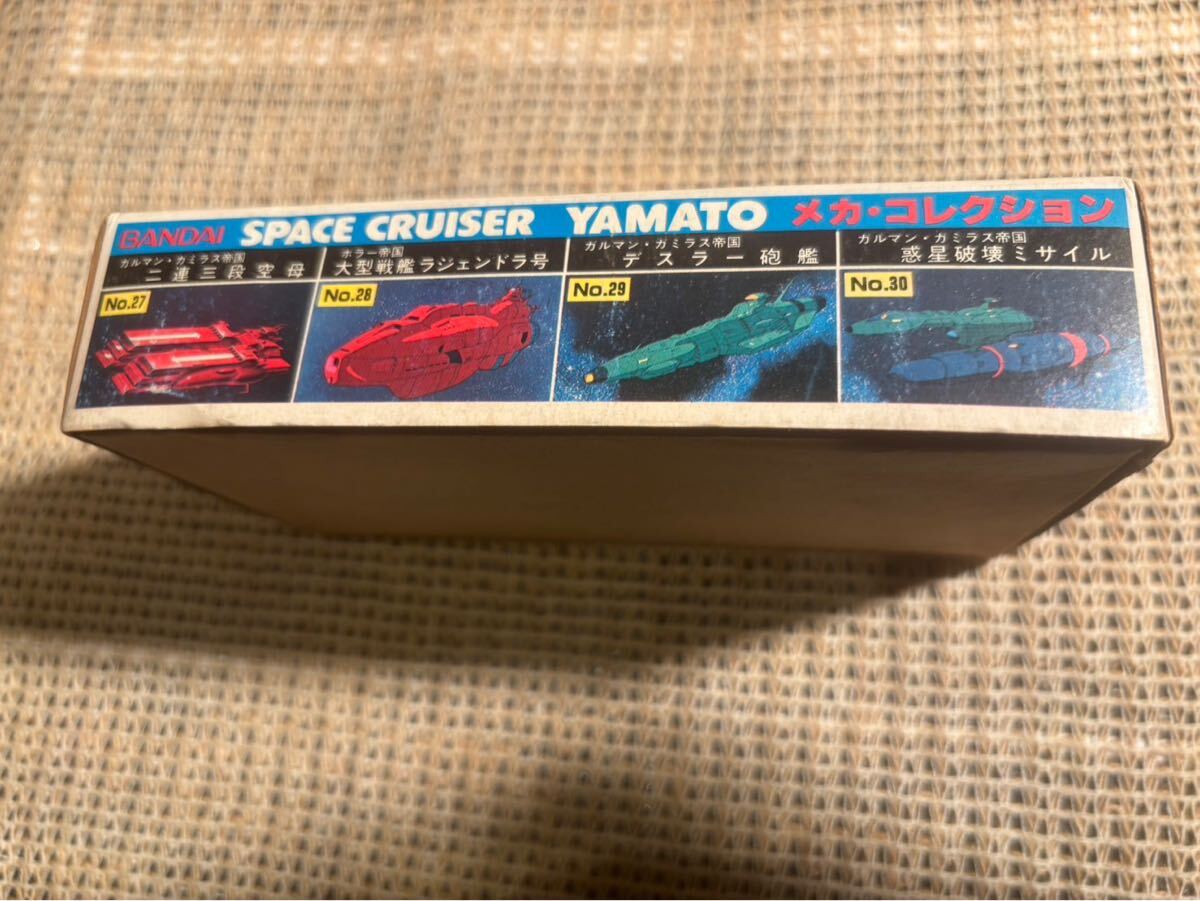 BANDAI SPACE CRUISER YAMATO メカ・コレクション
ガルマン・ガミラス帝国
二連三段空母
No.27
ボラー帝国
大型戦艦ラジェンドラ号
No.28
ガルマン・ガミラス帝国
デスラー砲艦
No.29
ガルマン・ガミラス帝国
惑星破壊ミサイル
No.30